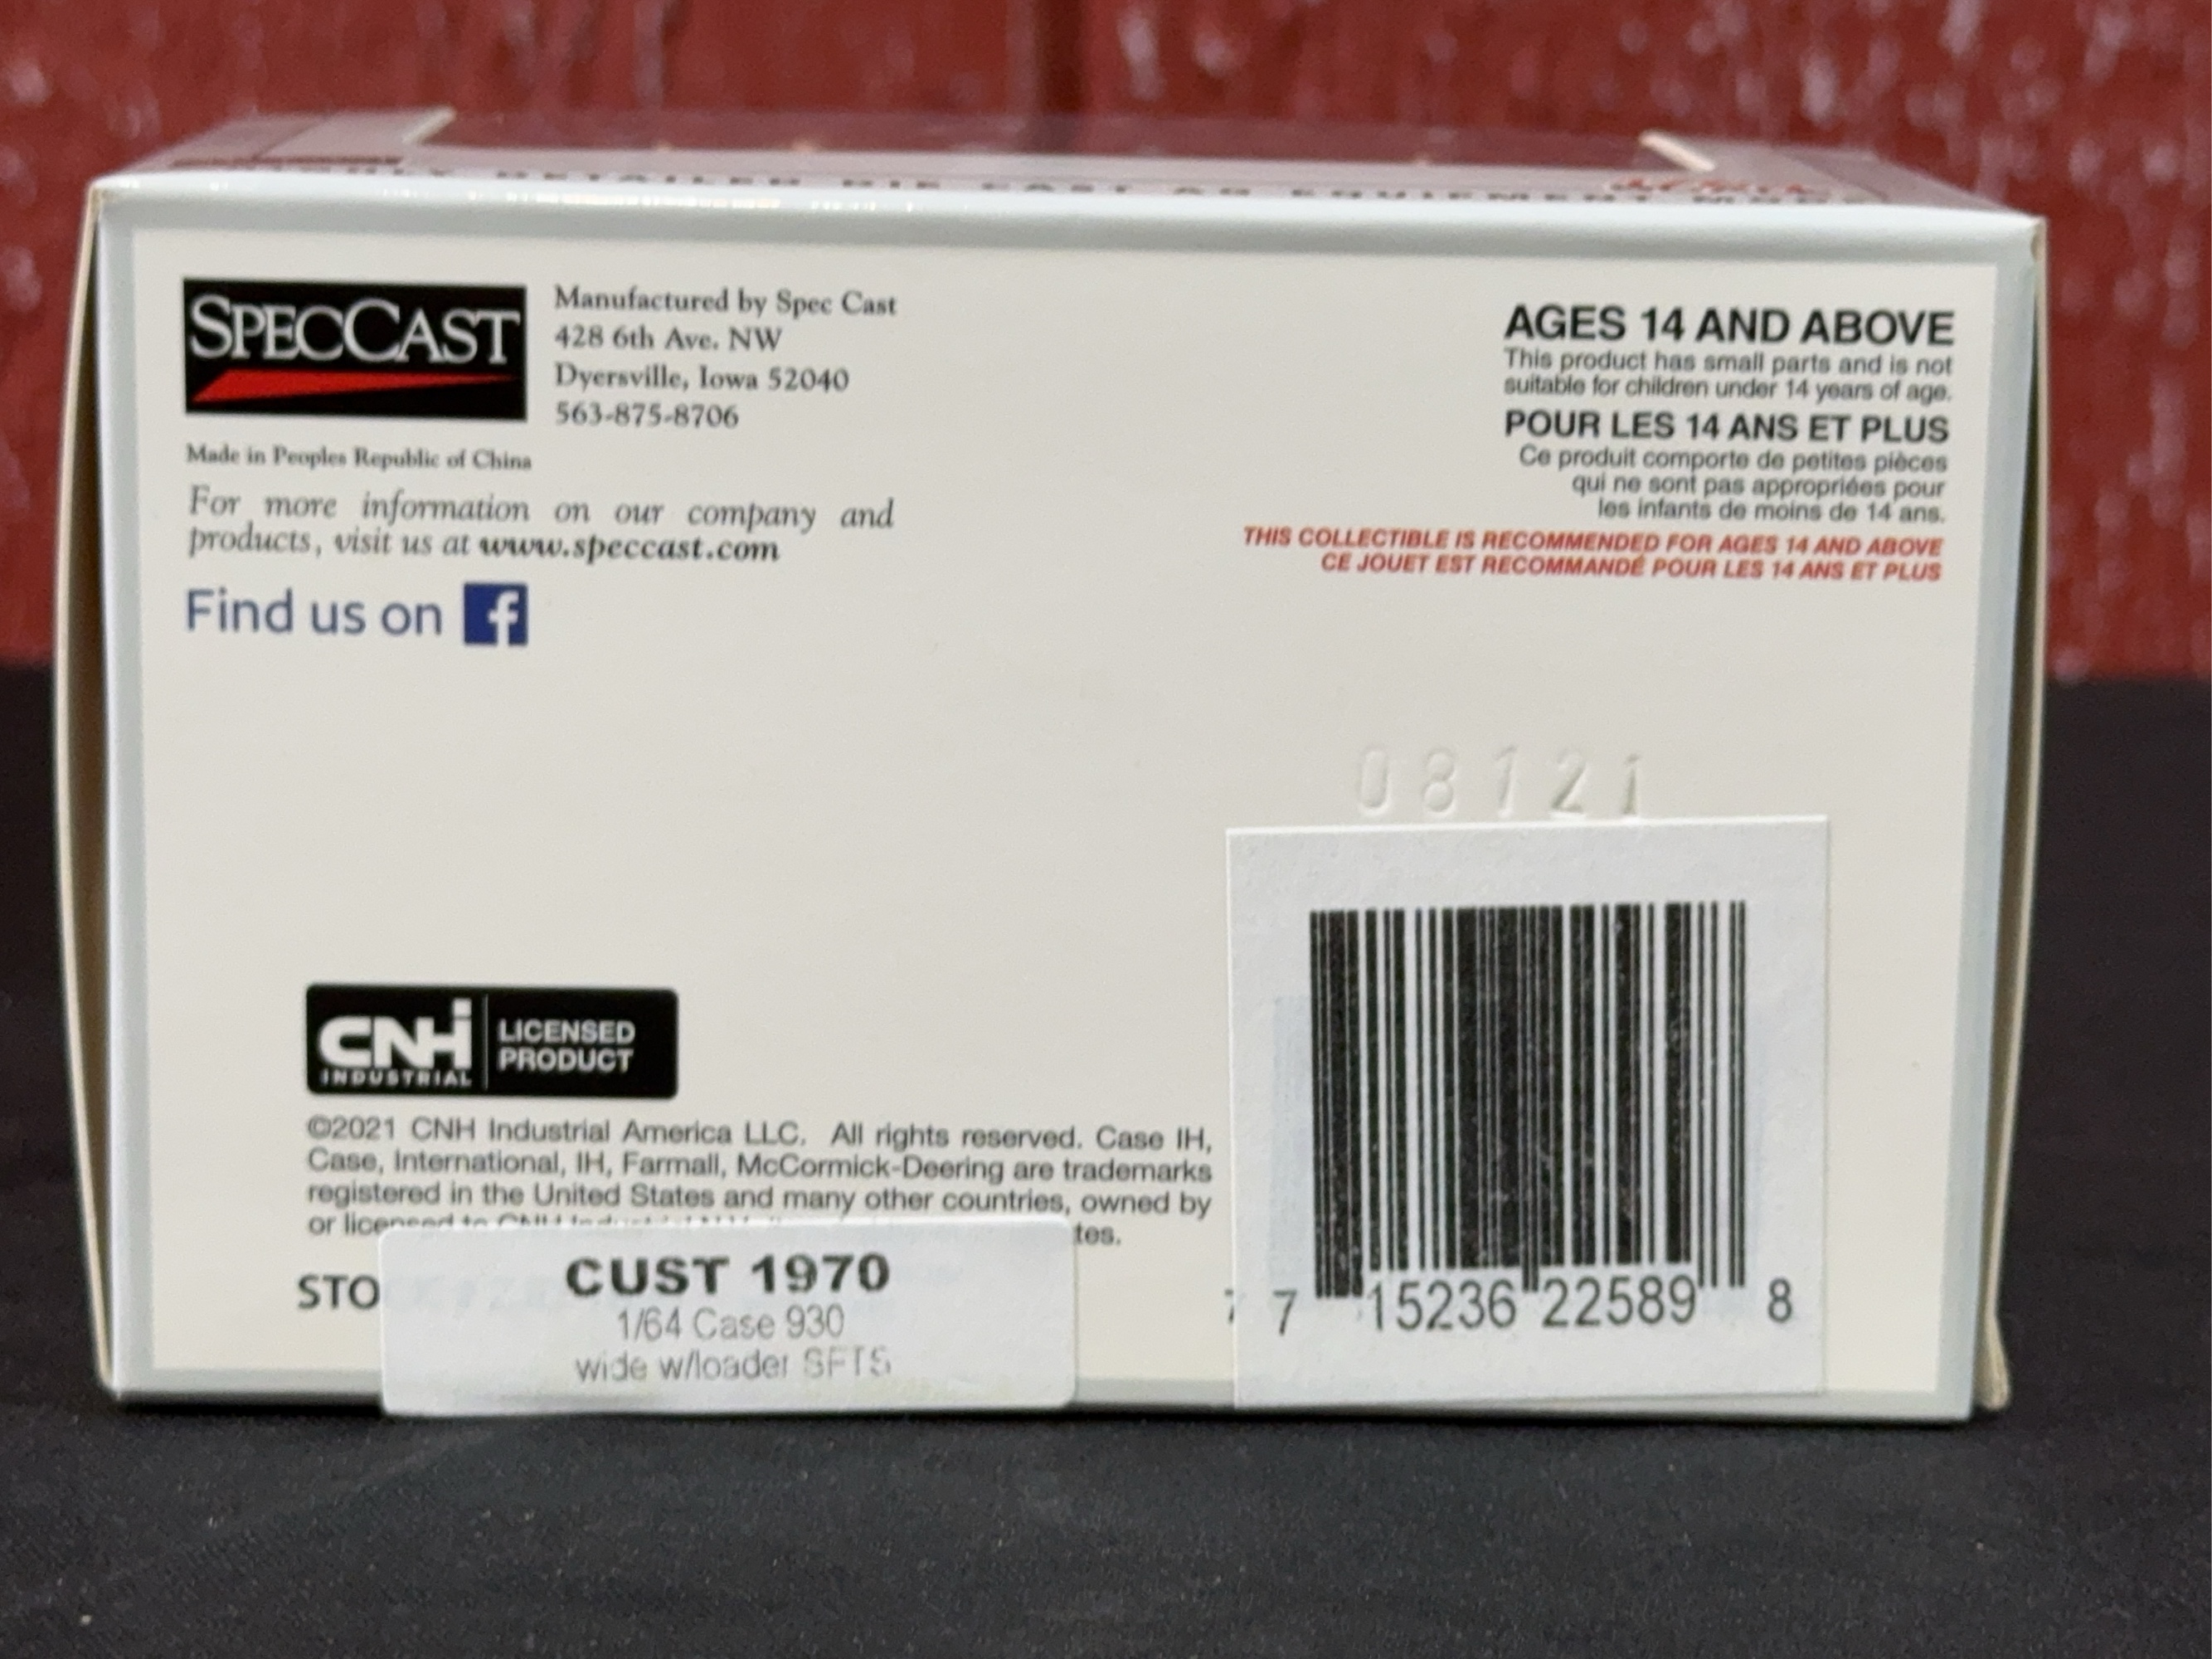 DETAILED DIE CAST AG EQUIPMENT
SPECCAST
Manufactured by Spec Cast
428 6th Ave. NW
Dyersville, Iowa 52040
563-875-8706
Made in Peoples Republic of China
For more information on our company and
products, visit us at www.speccast.com
Find us on f
AGES 14 AND ABOVE
This product has small parts and is not
suitable for children under 14 years of age.
POUR LES 14 ANS ET PLUS
Ce produit comporte de petites pièces
qui ne sont pas appropriées pour
les infants de moins de 14 ans.
THIS COLLECTIBLE IS RECOMMENDED FOR AGES 14 AND ABOVE
CE JOUET EST RECOMMANDÉ POUR LES 14 ANS ET PLUS
08121
CNH INDUSTRIAL
LICENSED
PRODUCT
©2021 CNH Industrial America LLC. All rights reserved. Case IH,
Case, International, IH, Farmall, McCormick-Deering are trademarks
registered in the United States and many other countries, owned by
or tes.
STO
CUST 1970
1/64 Case 930
wide w/loader SFTS
7 15236 22589 8